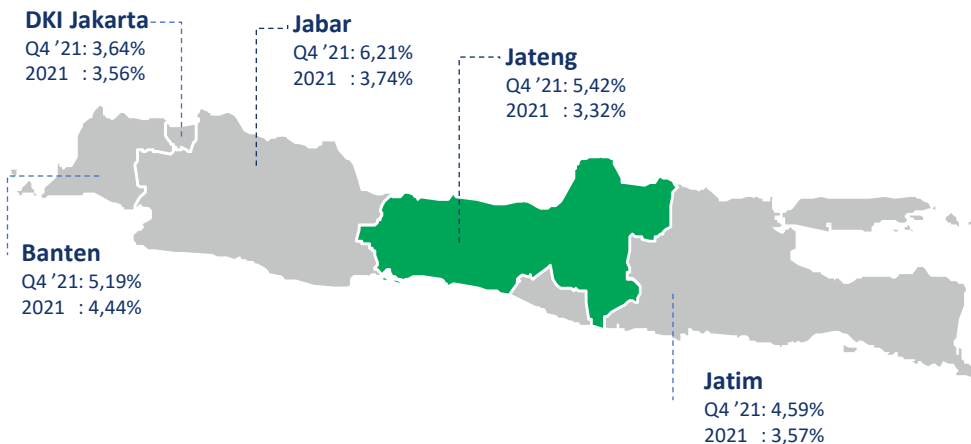 DKI Jakarta
Q4 ’21: 3,64%
2021 : 3,56%
Jabar
Q4 ’21: 6,21%
2021 : 3,74%
Jateng
Q4 ’21: 5,42%
2021 : 3,32%
Banten
Q4 ’21: 5,19%
2021 : 4,44%
Jatim
Q4 ’21: 4,59%
2021 : 3,57%